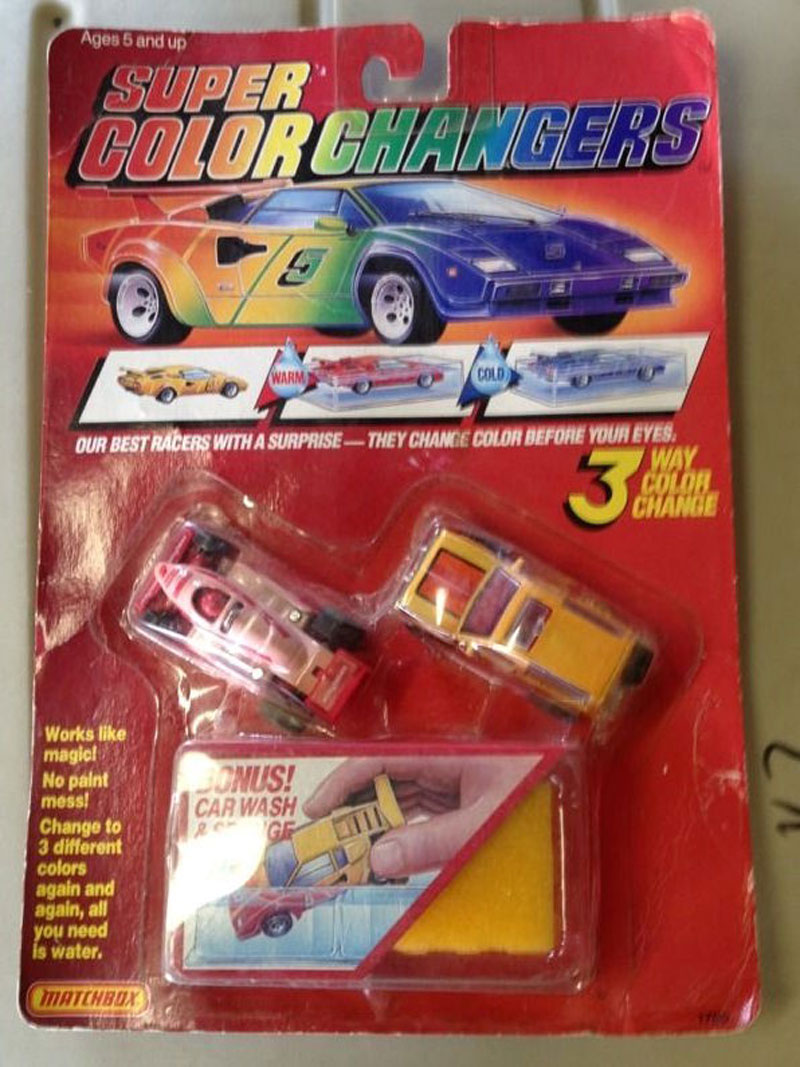 Ages 5 and up
SUPER
COLOR CHANGERS
5
WARM
COLD
OUR BEST RACERS WITH A SURPRISE — THEY CHANGE COLOR BEFORE YOUR EYES.
3 WAY
COLOR
CHANGE
Works like
magic!
No paint
mess!
Change to
3 different
colors
again and
again, all
you need
is water.
BONUS!
CAR WASH
& SPONGE
MATCHBOX